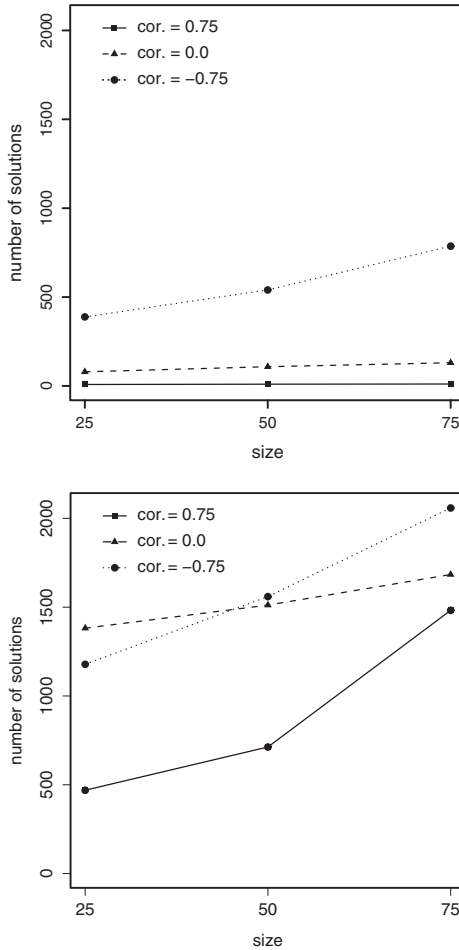 2000
1500
1000
500
0
number of solutions
cor. = 0.75
cor. = 0.0
cor. = −0.75
25 50 75
size
2000
1500
1000
500
0
number of solutions
cor. = 0.75
cor. = 0.0
cor. = −0.75
25 50 75
size